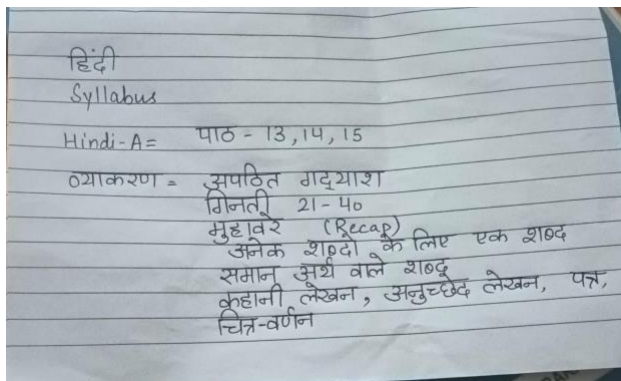 हिंदी
Syllabus
Hindi-A= पाठ - 13, 14, 15
व्याकरण = अपठित गद्याश
गिनती 21-40
मुहावरे (Recap)
अनेक शब्दो के लिए एक शब्द
समान अर्थ वाले शब्द
कहानी लेखन, अनुच्छेद लेखन, पत्र,
चित्र-वर्णन